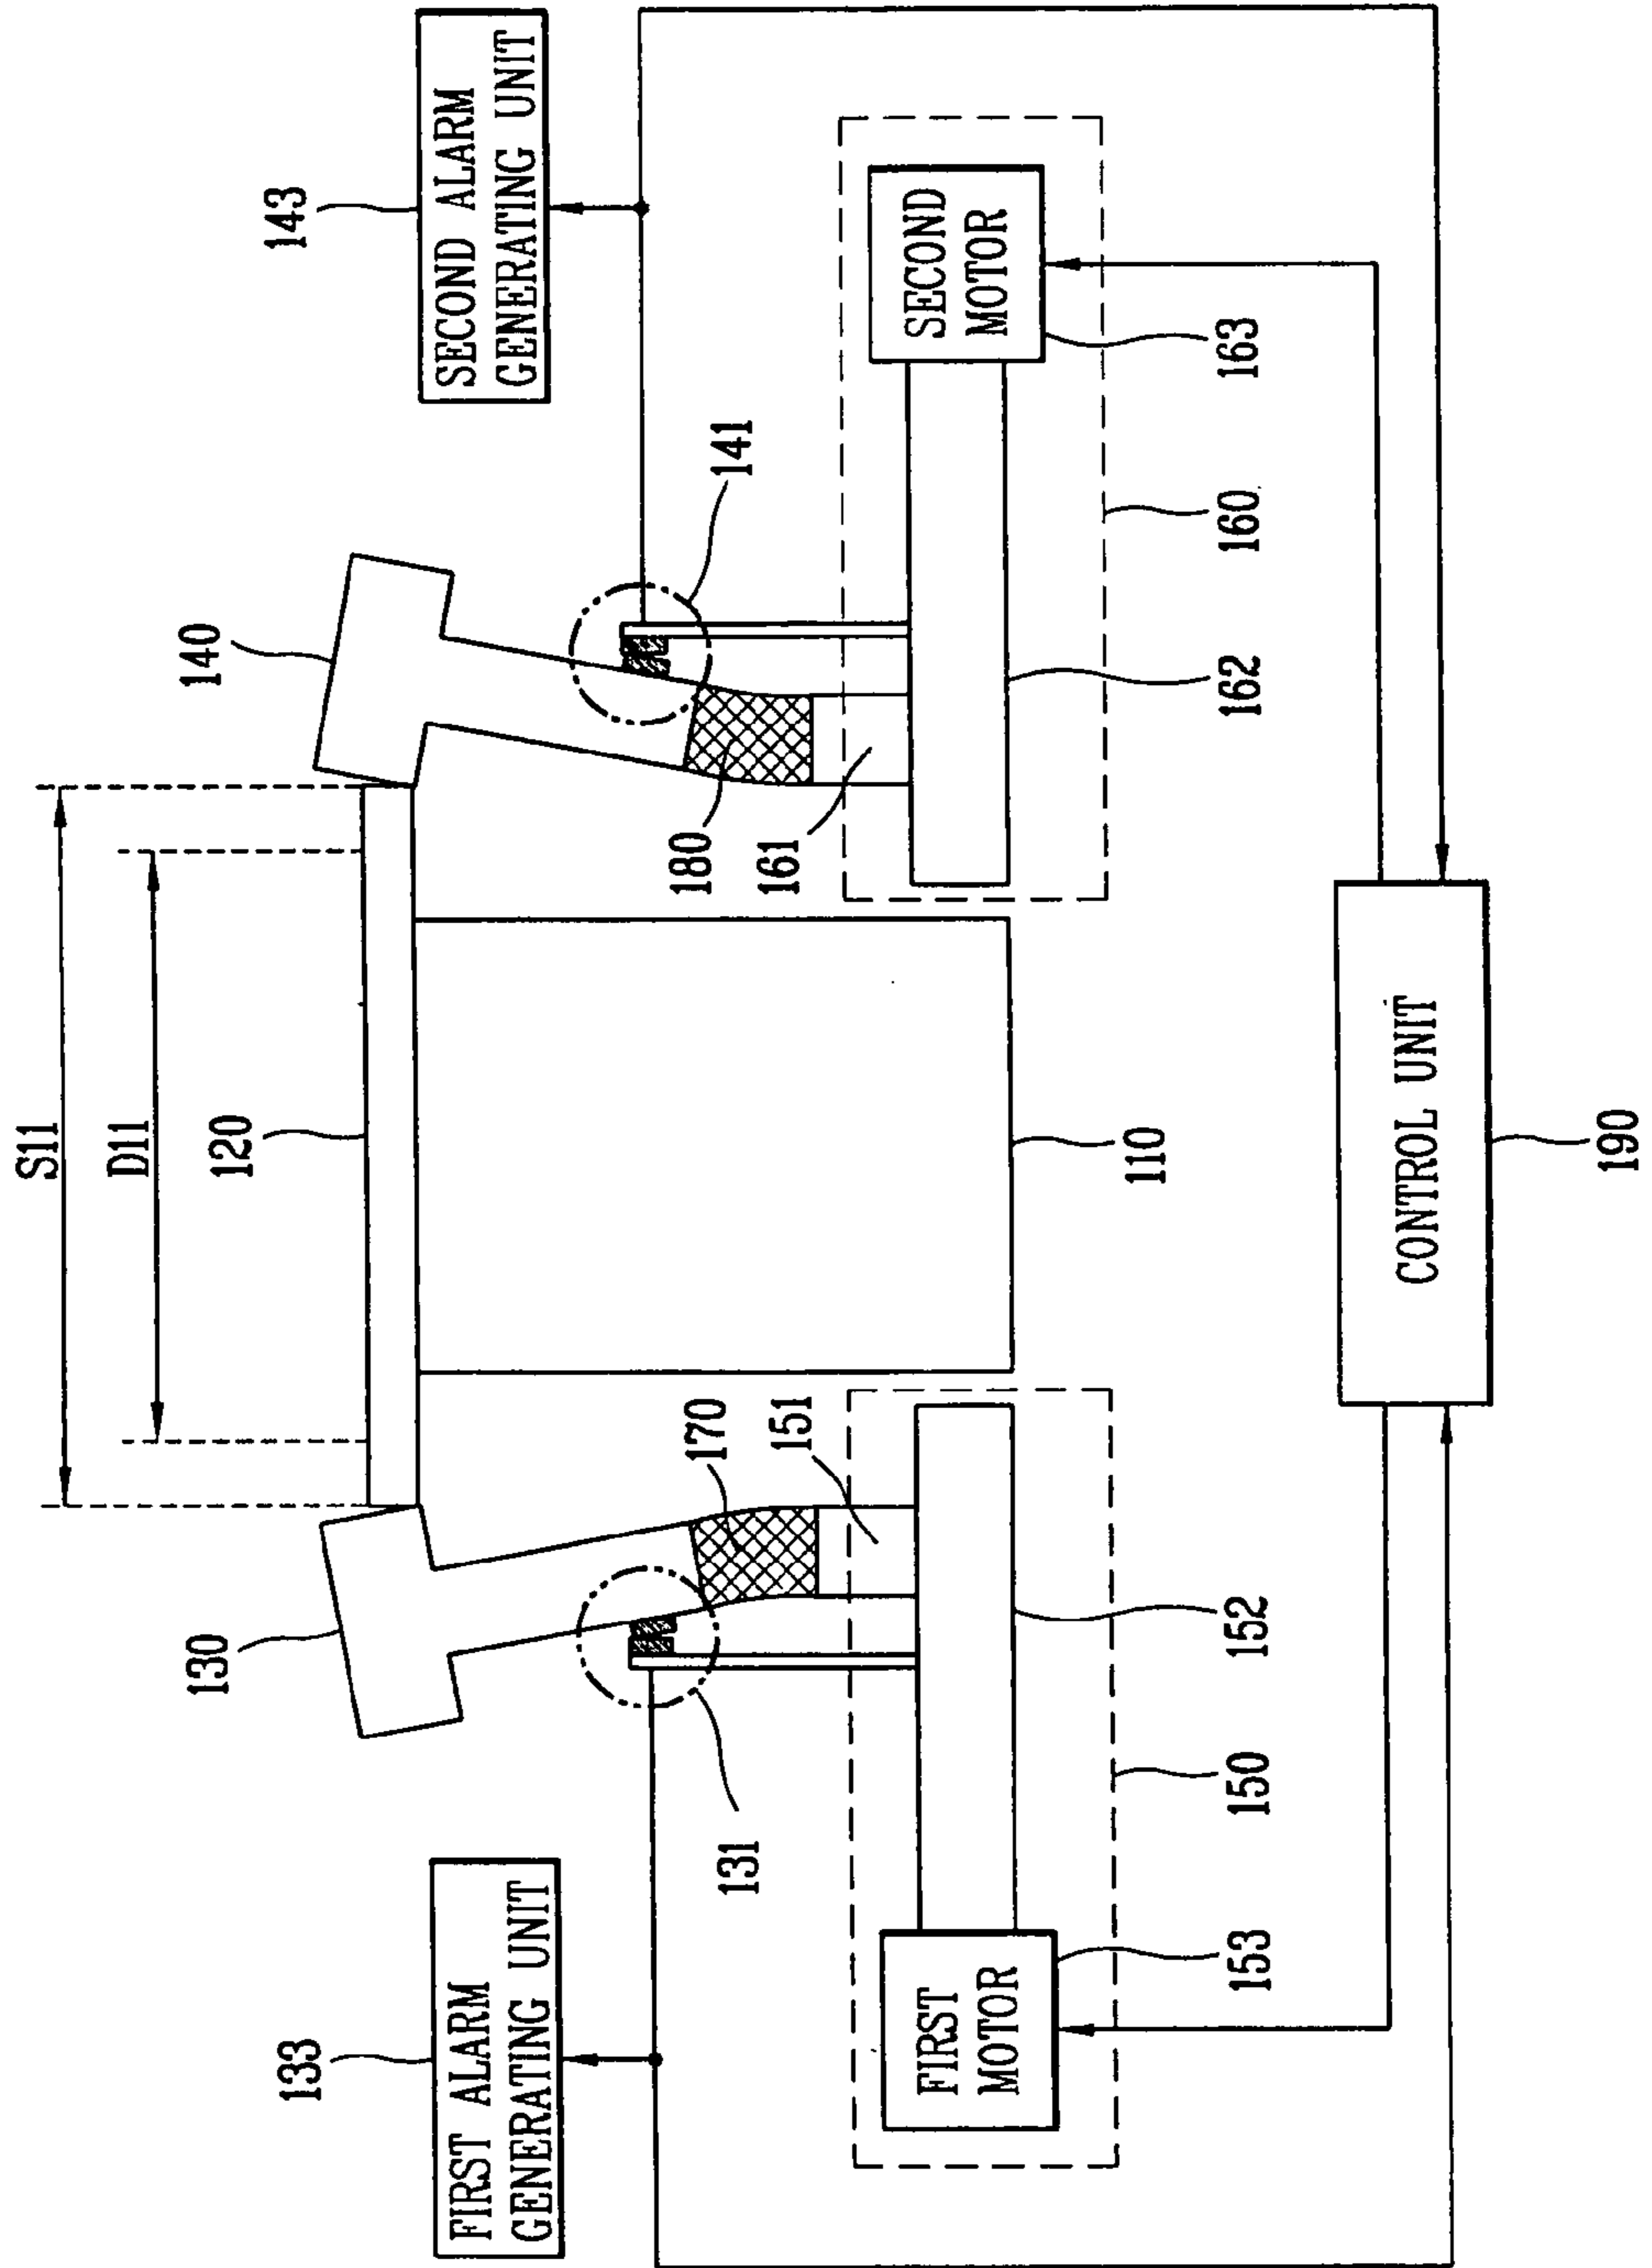 S11
D11
120
130
140
133
FIRST ALARM
GENERATING UNIT
143
SECOND ALARM
GENERATING UNIT
131
170
151
180
161
141
FIRST
MOTOR
153
150
152
110
162
160
163
SECOND
MOTOR
CONTROL UNIT
190